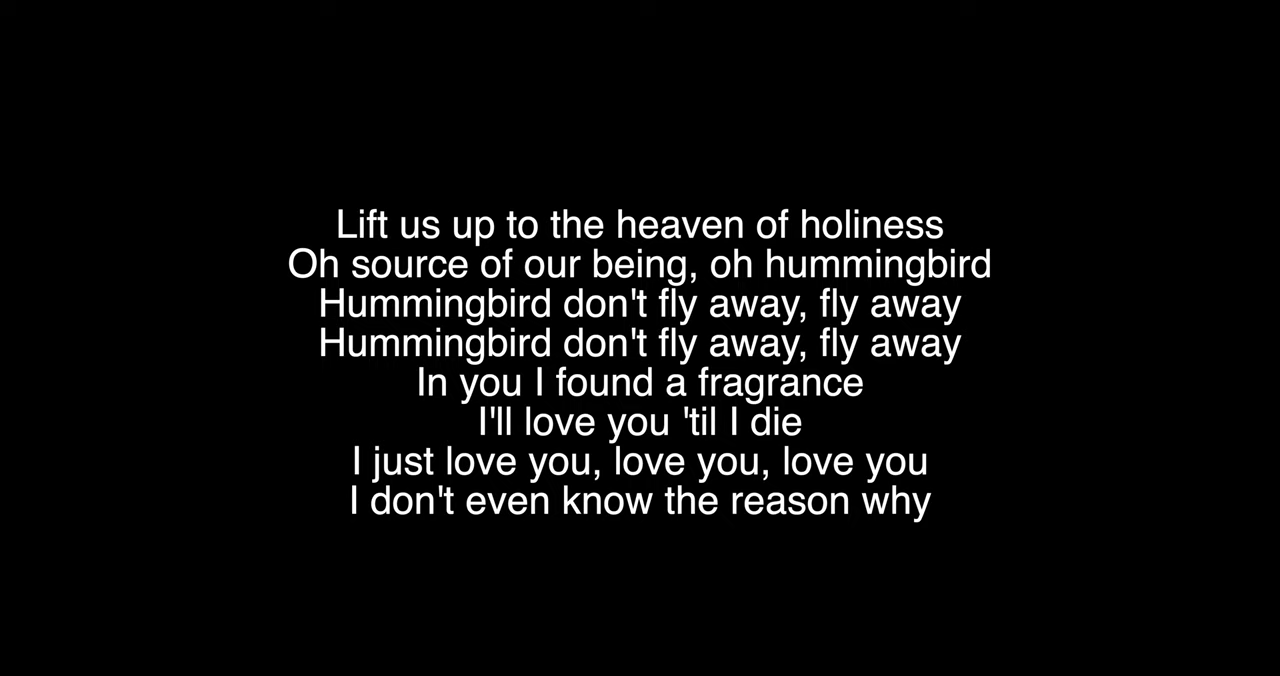 Lift us up to the heaven of holiness
Oh source of our being, oh hummingbird
Hummingbird don't fly away, fly away
Hummingbird don't fly away, fly away
In you I found a fragrance
I'll love you 'til I die
I just love you, love you, love you
I don't even know the reason why